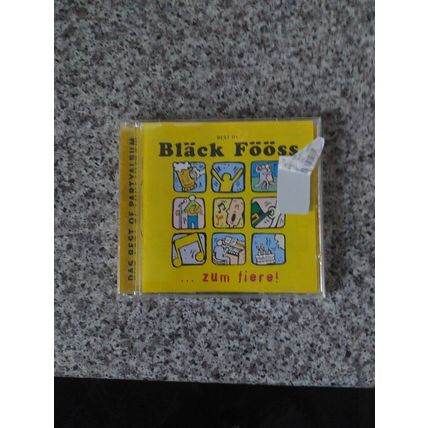 BEST OF
Bläck Fööss
... zum fiere!
DAS BEST OF PARTYALBUM